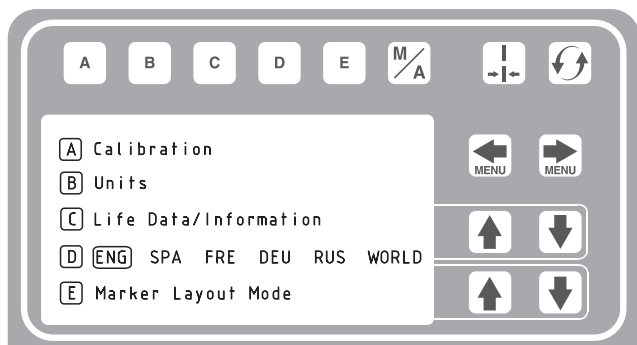 A B C D E M/A
MENU MENU
A Calibration
B Units
C Life Data/Information
D ENG SPA FRE DEU RUS WORLD
E Marker Layout Mode